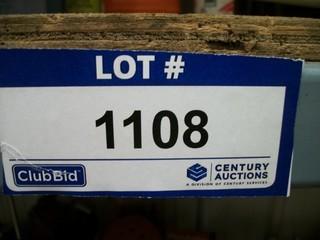 LOT #
1108
ClubBid
CENTURY
AUCTIONS
A DIVISION OF CENTURY SERVICES